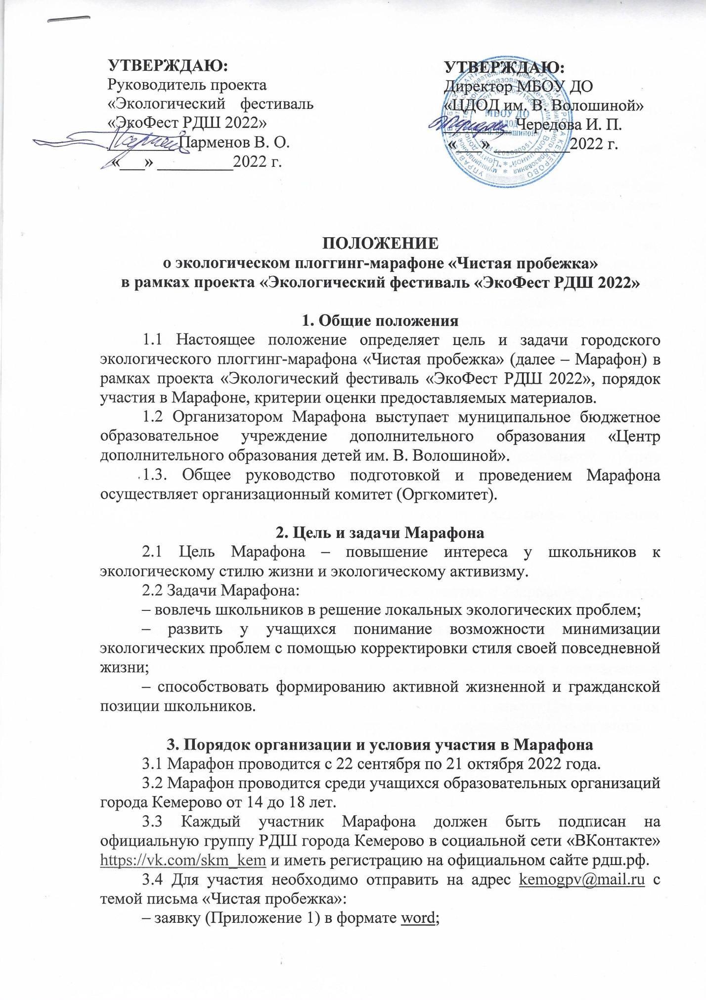 УТВЕРЖДАЮ:
Руководитель проекта
«Экологический фестиваль
«ЭкоФест РДШ 2022»
________Парменов В. О.
«___» _________2022 г.
УТВЕРЖДАЮ:
Директор МБОУ ДО
«ЦДОД им. В. Волошиной»
Чередова И. П.
«___» _________2022 г.
МБОУ ДО
ПОЛОЖЕНИЕ
о экологическом плоггинг-марафоне «Чистая пробежка»
в рамках проекта «Экологический фестиваль «ЭкоФест РДШ 2022»
1. Общие положения
1.1 Настоящее положение определяет цель и задачи городского
экологического плоггинг-марафона «Чистая пробежка» (далее – Марафон) в
рамках проекта «Экологический фестиваль «ЭкоФест РДШ 2022», порядок
участия в Марафоне, критерии оценки предоставляемых материалов.
1.2 Организатором Марафона выступает муниципальное бюджетное
образовательное учреждение дополнительного образования «Центр
дополнительного образования детей им. В. Волошиной».
1.3. Общее руководство подготовкой и проведением Марафона
осуществляет организационный комитет (Оргкомитет).
2. Цель и задачи Марафона
2.1 Цель Марафона – повышение интереса у школьников к
экологическому стилю жизни и экологическому активизму.
2.2 Задачи Марафона:
– вовлечь школьников в решение локальных экологических проблем;
– развить у учащихся понимание возможности минимизации
экологических проблем с помощью корректировки стиля своей повседневной
жизни;
– способствовать формированию активной жизненной и гражданской
позиции школьников.
3. Порядок организации и условия участия в Марафона
3.1 Марафон проводится с 22 сентября по 21 октября 2022 года.
3.2 Марафон проводится среди учащихся образовательных организаций
города Кемерово от 14 до 18 лет.
3.3 Каждый участник Марафона должен быть подписан на
официальную группу РДШ города Кемерово в социальной сети «ВКонтакте»
https://vk.com/skm_kem и иметь регистрацию на официальном сайте рдш.рф.
3.4 Для участия необходимо отправить на адрес kemogpv@mail.ru с
темой письма «Чистая пробежка»:
– заявку (Приложение 1) в формате word;